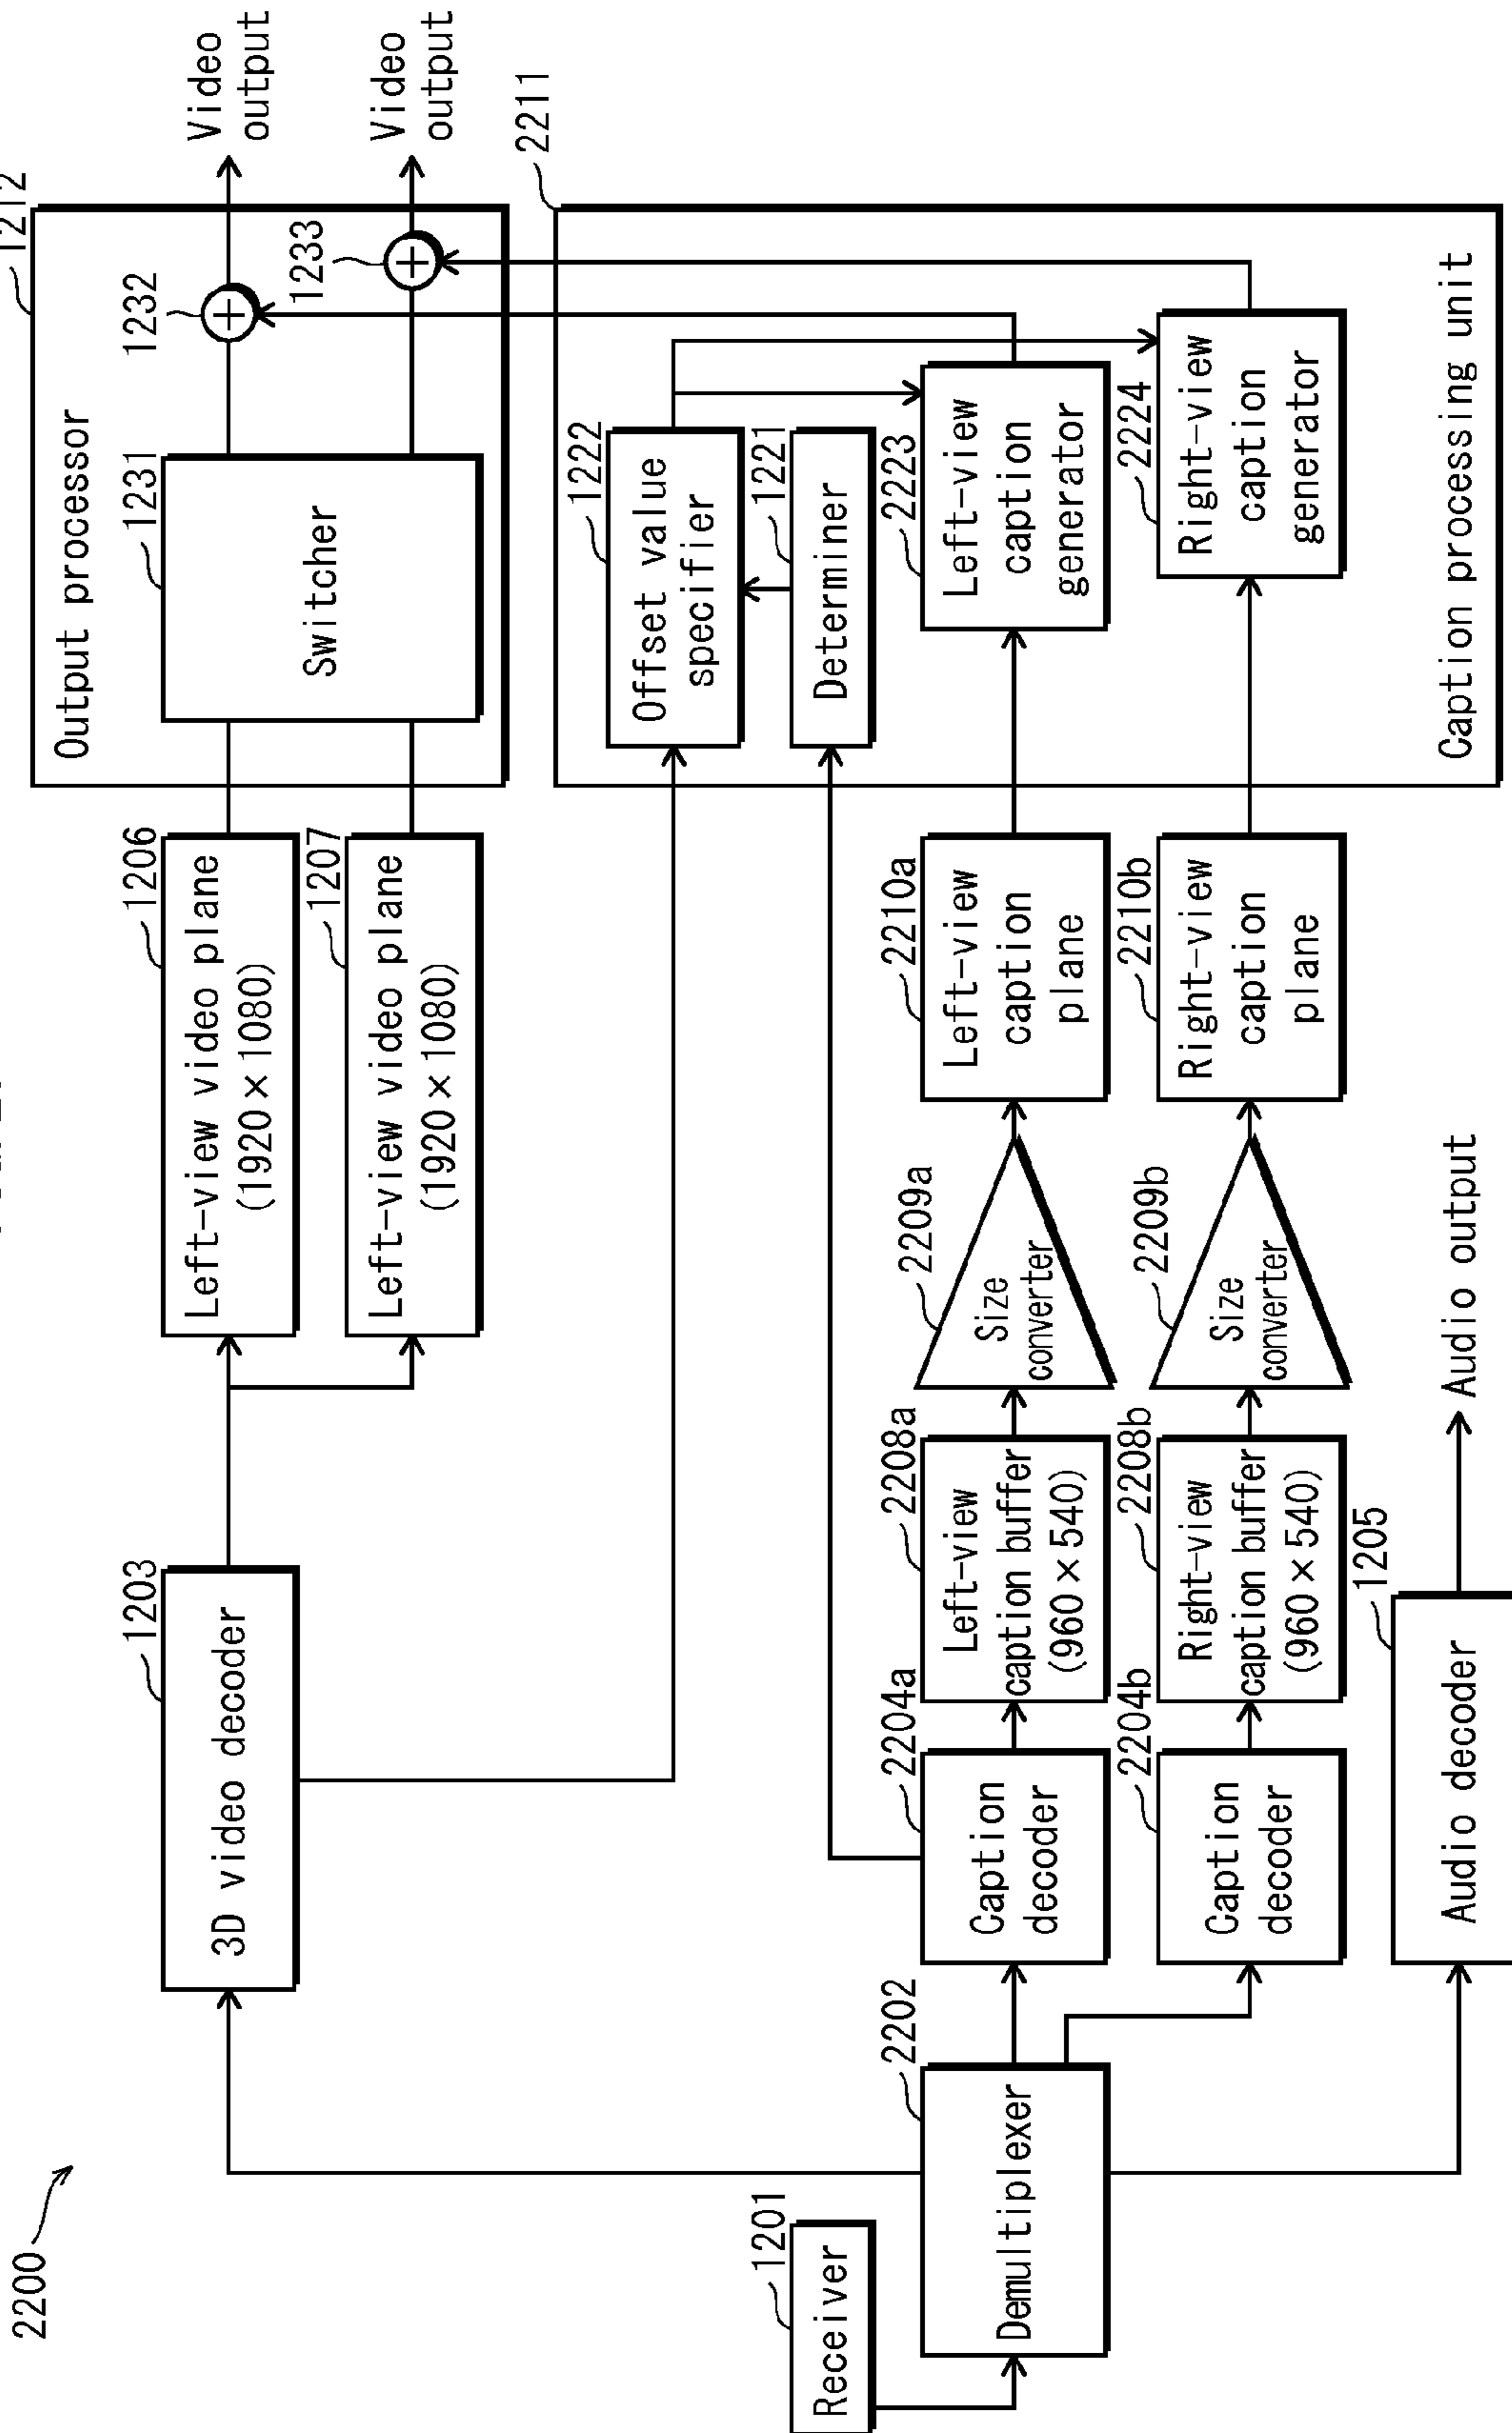 2200
1212
Output processor
1203
3D video decoder
1206
Left-view video plane
(1920×1080)
1207
Left-view video plane
(1920×1080)
1231
Switcher
1232
1233
Video
output
Video
output
2211
1222
Offset value
specifier
1221
Determiner
1201
Receiver
2202
Demultiplexer
2204a
Caption
decoder
2208a
Left-view
caption buffer
(960×540)
2209a
Size
converter
2210a
Left-view
caption
plane
2223
Left-view
caption
generator
2204b
Caption
decoder
2208b
Right-view
caption buffer
(960×540)
2209b
Size
converter
2210b
Right-view
caption
plane
2224
Right-view
caption
generator
1205
Audio decoder
Audio output
Caption processing unit